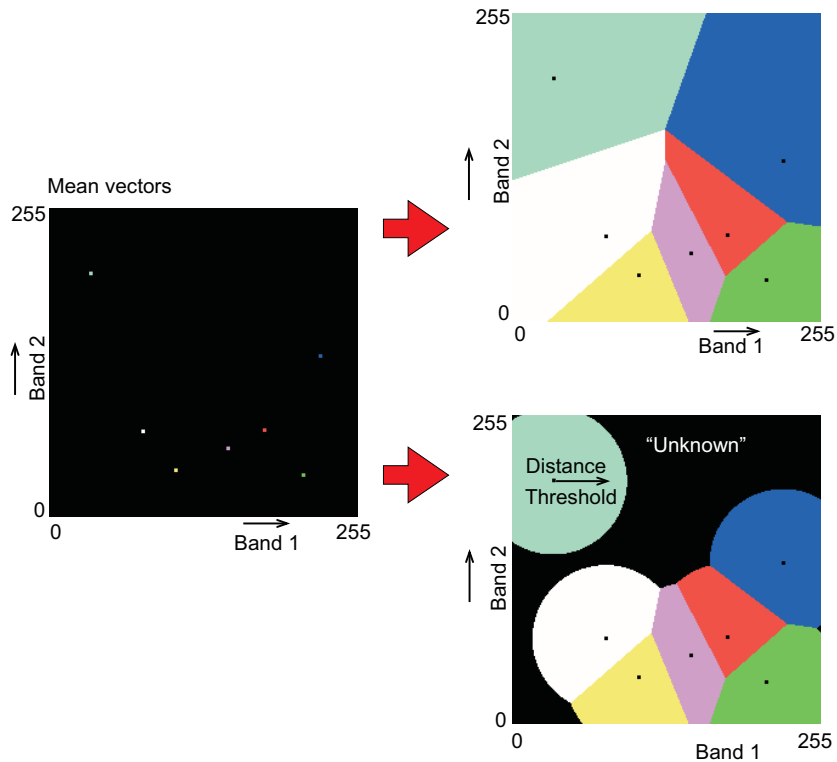 Mean vectors
255
Band 2
0
0
255
Band 1
255
Band 2
0
0
255
Band 1
255
"Unknown"
Distance
Threshold
Band 2
0
0
255
Band 1